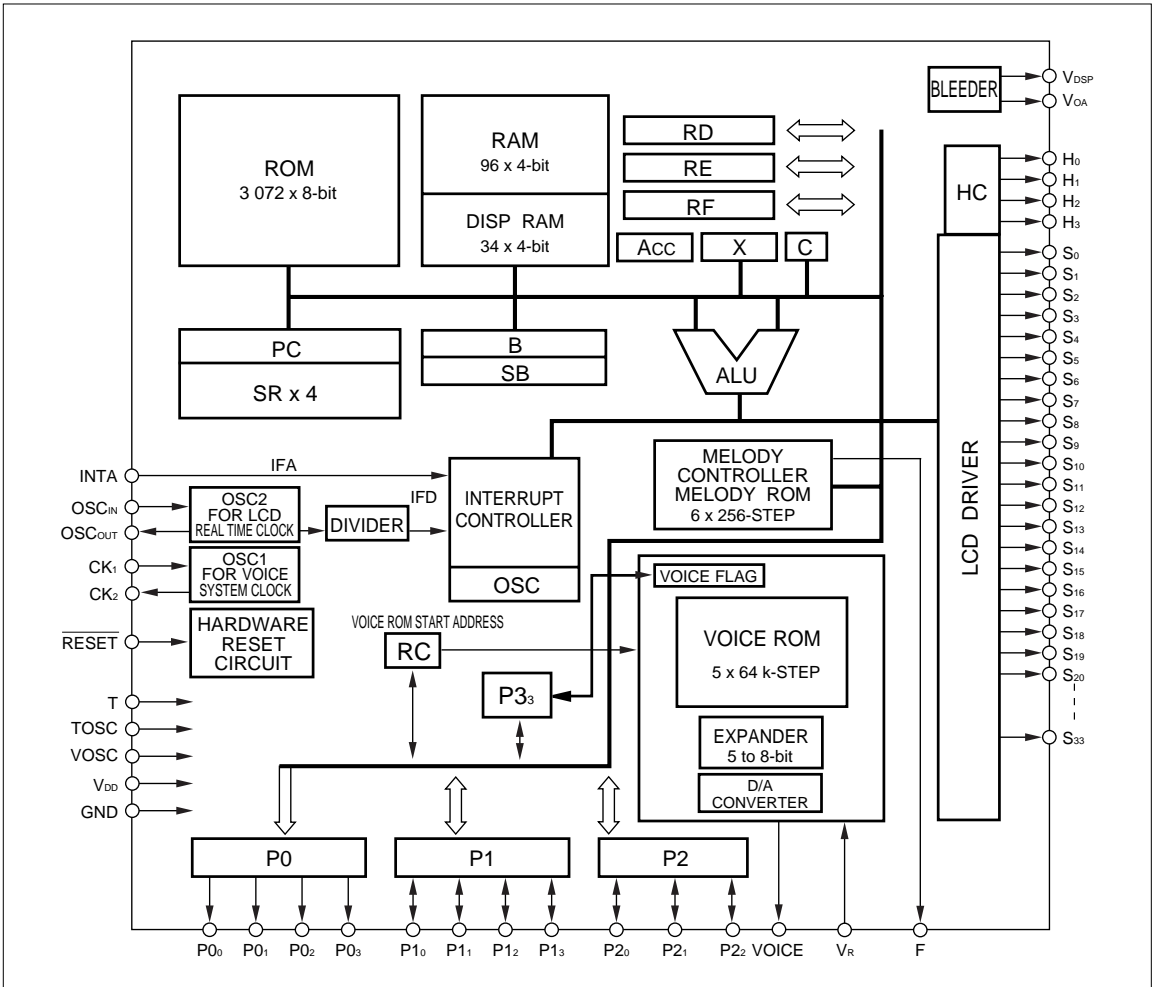 BLEEDER
VDSP
VOA
ROM
3 072 x 8-bit
RAM
96 x 4-bit
DISP RAM
34 x 4-bit
RD
RE
RF
ACC
X
C
HC
H0
H1
H2
H3
PC
SR x 4
B
SB
ALU
LCD DRIVER
S0
S1
S2
S3
S4
S5
S6
S7
S8
S9
S10
S11
S12
S13
S14
S15
S16
S17
S18
S19
S20
S33
INTA
IFA
OSCIN
OSCOUT
OSC2
FOR LCD
REAL TIME CLOCK
DIVIDER
IFD
INTERRUPT
CONTROLLER
OSC
MELODY
CONTROLLER
MELODY ROM
6 x 256-STEP
CK1
CK2
OSC1
FOR VOICE
SYSTEM CLOCK
RESET
HARDWARE
RESET
CIRCUIT
VOICE ROM START ADDRESS
RC
P33
VOICE FLAG
VOICE ROM
5 x 64 k-STEP
EXPANDER
5 to 8-bit
D/A
CONVERTER
T
TOSC
VOSC
VDD
GND
P0
P1
P2
P00
P01
P02
P03
P10
P11
P12
P13
P20
P21
P22
VOICE
VR
F